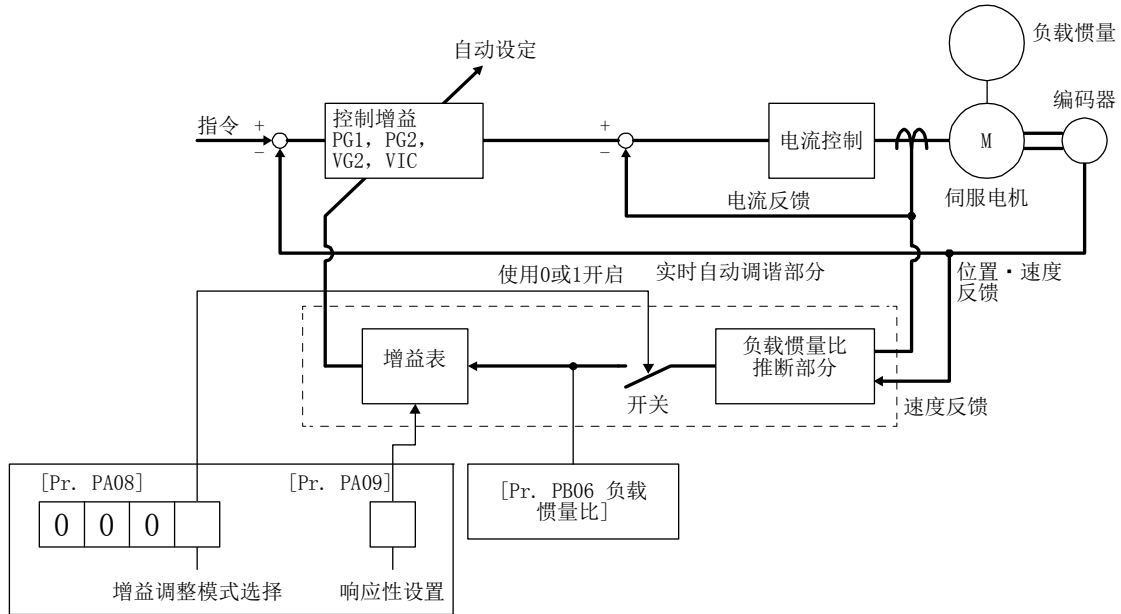 负载惯量
自动设定
编码器
指令
+
−
控制增益
PG1, PG2,
VG2, VIC
+
−
电流控制
M
伺服电机
电流反馈
使用0或1开启
实时自动调谐部分
位置·速度
反馈
增益表
负载惯量比
推断部分
开关
速度反馈
[Pr. PA08]
[Pr. PA09]
[Pr. PB06 负载
惯量比]
0 0 0
增益调整模式选择
响应性设置